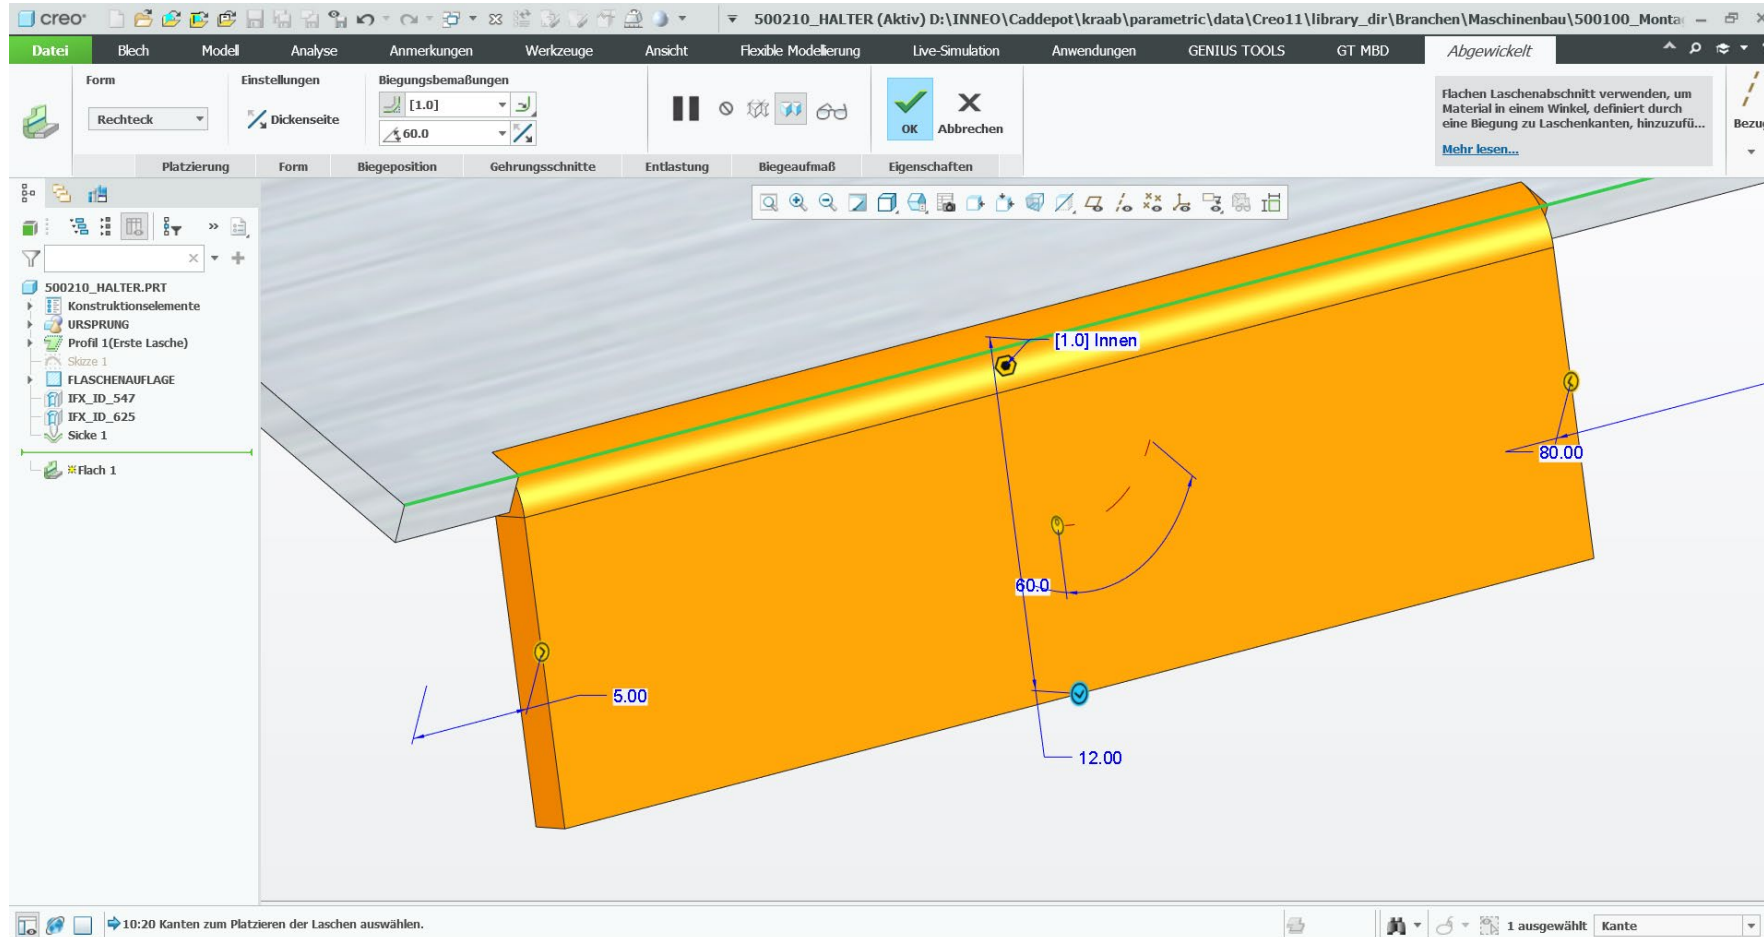 creo°
500210_HALTER (Aktiv) D:\INNEO\Caddepot\kraab\parametric\data\Creo11\library_dir\Branchen\Maschinenbau\500100_Monta
Datei Blech Modell Analyse Anmerkungen Werkzeuge Ansicht Flexible Modellierung Live-Simulation Anwendungen GENIUS TOOLS GT MBD Abgewickelt
Form Einstellungen Biegungsbemaßungen
Rechteck Dickenseite [1.0]
60.0
OK Abbrechen
Flachen Laschenabschnitt verwenden, um
Material in einem Winkel, definiert durch
eine Biegung zu Laschenkanten, hinzuzufü...
Mehr lesen...
Bezu
Platzierung Form Biegeposition Gehrungsschnitte Entlastung Biegeaufmaß Eigenschaften
500210_HALTER.PRT
Konstruktionselemente
URSPRUNG
Profil 1(Erste Lasche)
Skizze 1
FLASCHENAUFLAGE
IFX_ID_547
IFX_ID_625
Sicke 1
Flach 1
[1.0] Innen
80.00
60.0
5.00
12.00
10:20 Kanten zum Platzieren der Laschen auswählen.
1 ausgewählt Kante